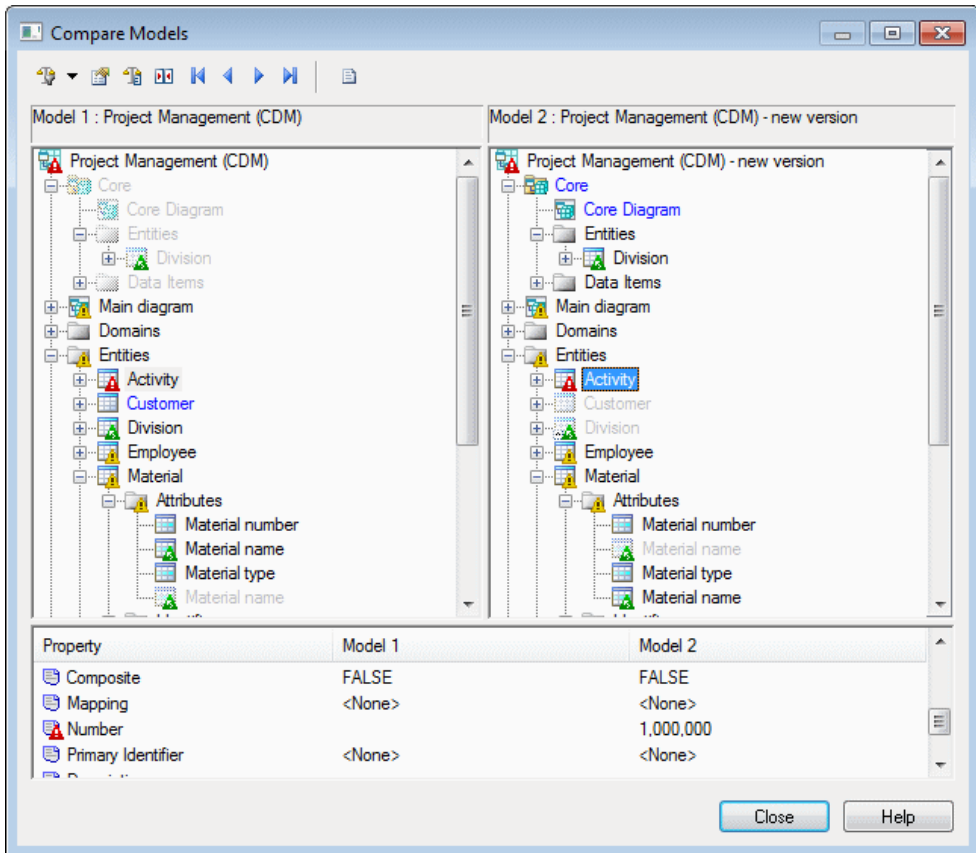 Compare Models
Model 1 : Project Management (CDM)
Project Management (CDM)
Core
Core Diagram
Entities
Division
Data Items
Main diagram
Domains
Entities
Activity
Customer
Division
Employee
Material
Attributes
Material number
Material name
Material type
Material name
Model 2 : Project Management (CDM) - new version
Project Management (CDM) - new version
Core
Core Diagram
Entities
Division
Data Items
Main diagram
Domains
Entities
Activity
Customer
Division
Employee
Material
Attributes
Material number
Material name
Material type
Material name
Property Model 1 Model 2
Composite FALSE FALSE
Mapping <None> <None>
Number 1,000,000
Primary Identifier <None> <None>
Close Help